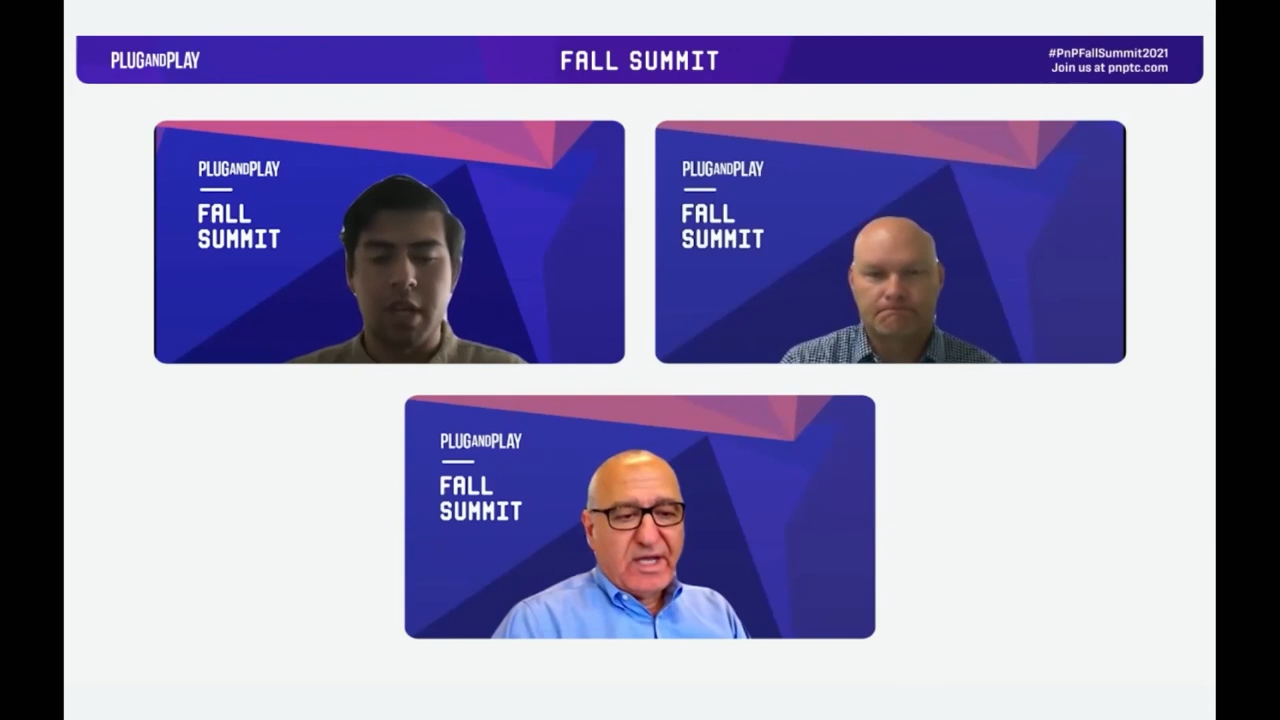 PLUGANDPLAY
FALL SUMMIT
#PnPFallSummit2021
Join us at pnptc.com
PLUGANDPLAY
FALL
SUMMIT
PLUGANDPLAY
FALL
SUMMIT
PLUGANDPLAY
FALL
SUMMIT